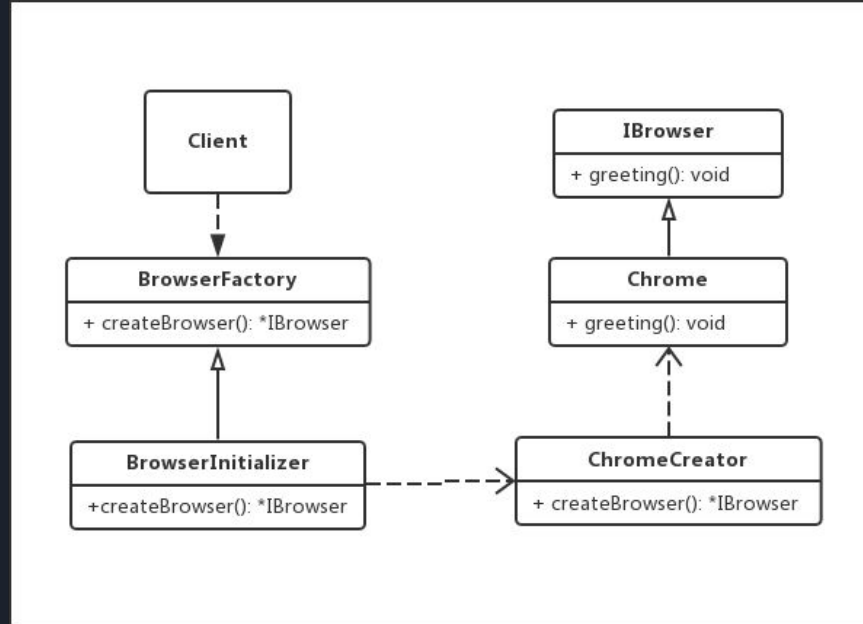 Client
IBrowser
+ greeting(): void
BrowserFactory
+ createBrowser(): *IBrowser
Chrome
+ greeting(): void
BrowserInitializer
+createBrowser(): *IBrowser
ChromeCreator
+ createBrowser(): *IBrowser